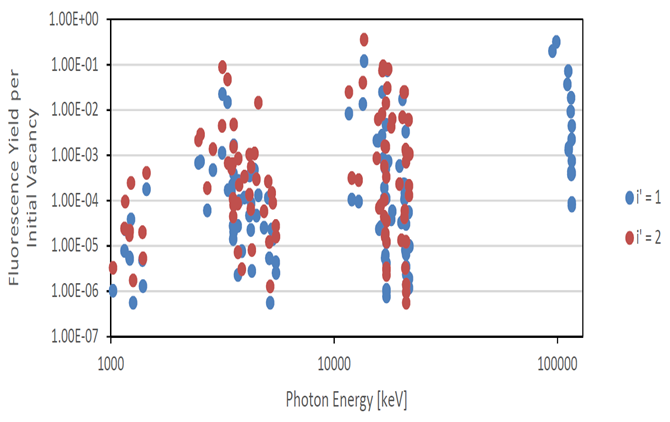 Fluorescence Yield per
Initial Vacancy
1.00E+00
1.00E-01
1.00E-02
1.00E-03
1.00E-04
1.00E-05
1.00E-06
1.00E-07
1000
10000
100000
Photon Energy [keV]
i' = 1
i' = 2